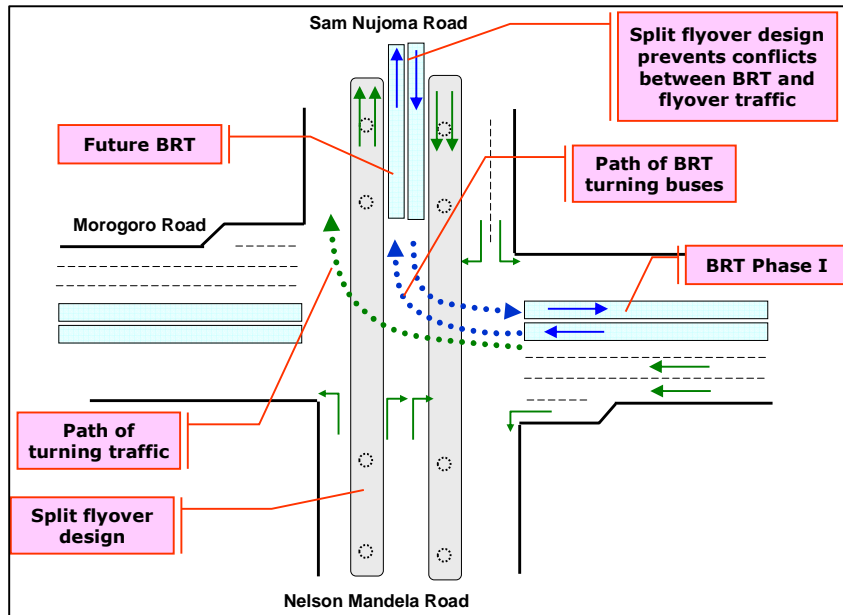 Sam Nujoma Road
Split flyover design
prevents conflicts
between BRT and
flyover traffic
Future BRT
Path of BRT
turning buses
Morogoro Road
BRT Phase I
Path of
turning traffic
Split flyover
design
Nelson Mandela Road